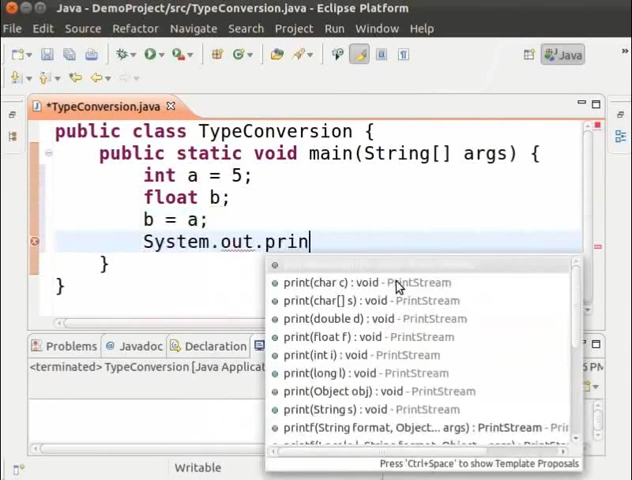 Java - DemoProject/src/TypeConversion.java - Eclipse Platform
File Edit Source Refactor Navigate Search Project Run Window Help
Java
*TypeConversion.java
public class TypeConversion {
public static void main(String[] args) {
int a = 5;
float b;
b = a;
System.out.prin
}
}
print(char c) : void - PrintStream
print(char[] s) : void - PrintStream
print(double d) : void - PrintStream
print(float f) : void - PrintStream
print(int i) : void - PrintStream
print(long l) : void - PrintStream
print(Object obj) : void - PrintStream
print(String s) : void - PrintStream
printf(String format, Object... args) : PrintStream - PrintStream
Press 'Ctrl+Space' to show Template Proposals
Problems Javadoc Declaration
<terminated> TypeConversion [Java Applicat
Writable